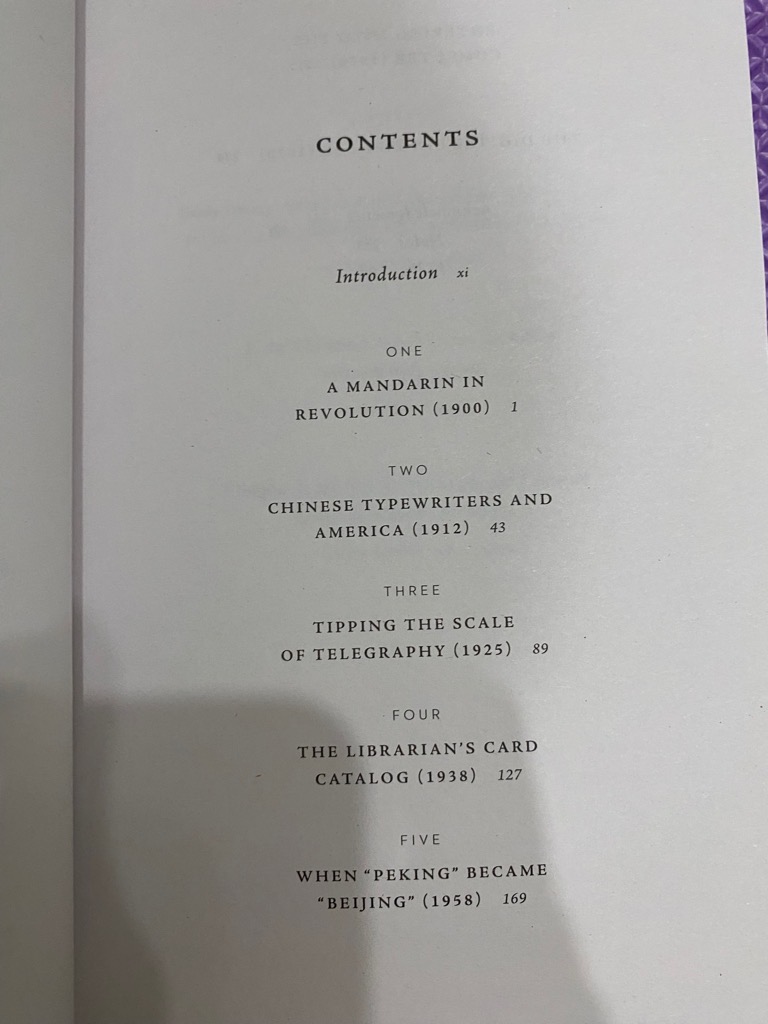 CONTENTS
Introduction xi
ONE
A MANDARIN IN
REVOLUTION (1900) 1
TWO
CHINESE TYPEWRITERS AND
AMERICA (1912) 43
THREE
TIPPING THE SCALE
OF TELEGRAPHY (1925) 89
FOUR
THE LIBRARIAN’S CARD
CATALOG (1938) 127
FIVE
WHEN “PEKING” BECAME
“BEIJING” (1958) 169